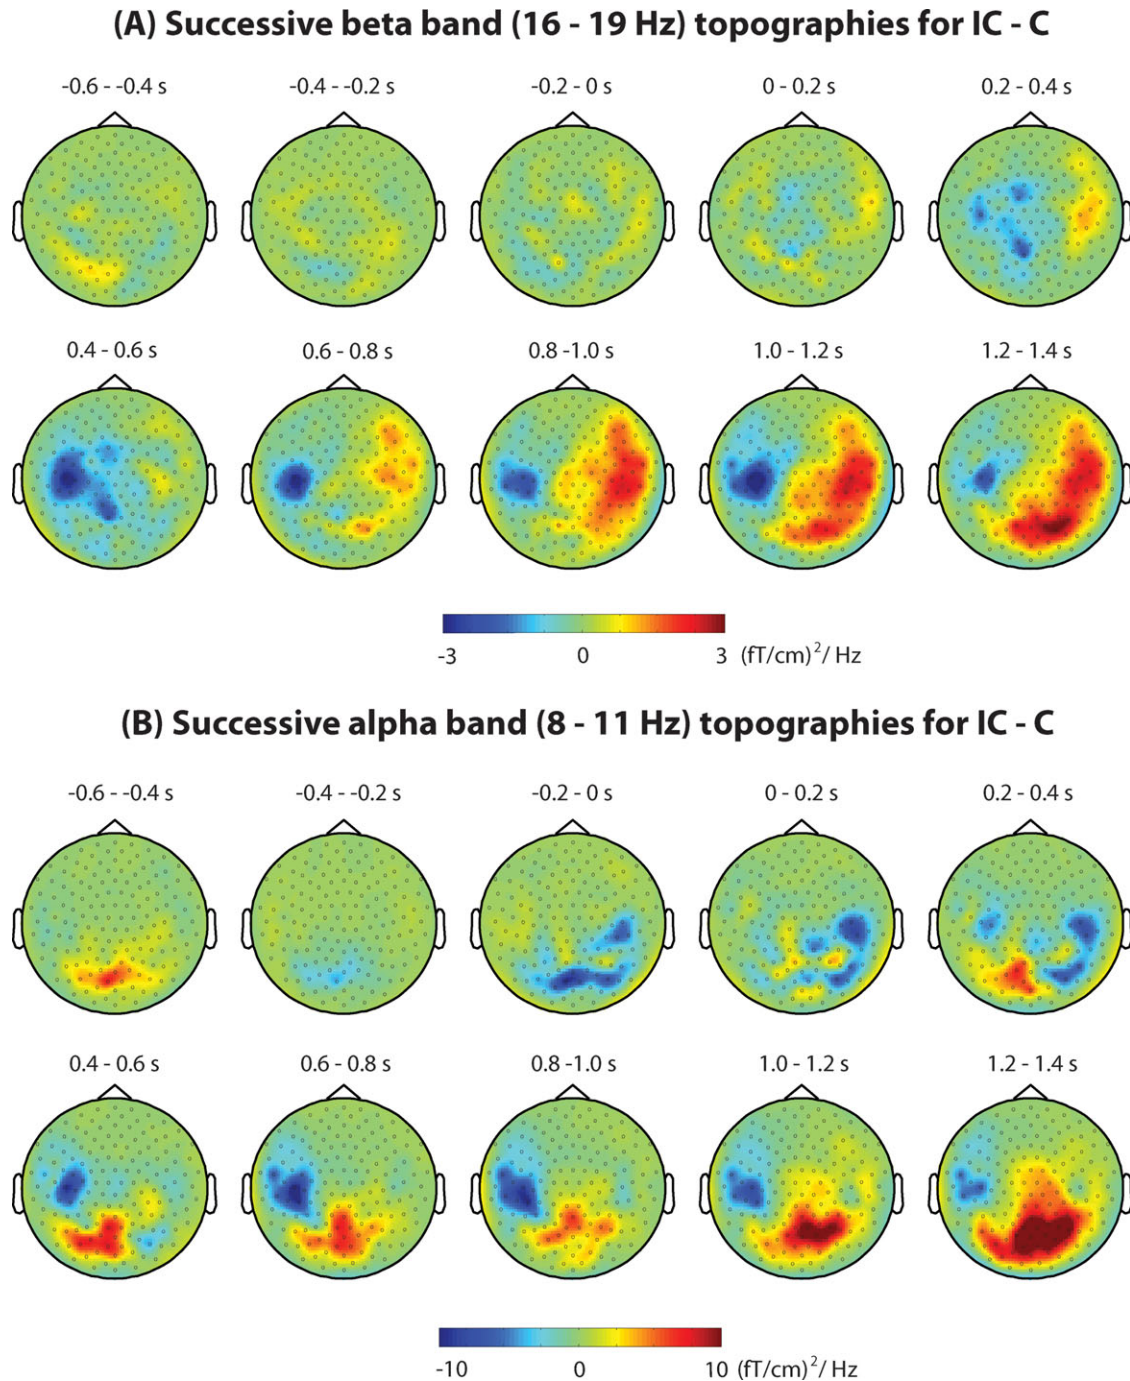 (A) Successive beta band (16 - 19 Hz) topographies for IC - C
-0.6 - -0.4 s -0.4 - -0.2 s -0.2 - 0 s 0 - 0.2 s 0.2 - 0.4 s
0.4 - 0.6 s 0.6 - 0.8 s 0.8 -1.0 s 1.0 - 1.2 s 1.2 - 1.4 s
-3 0 3 (fT/cm)²/ Hz
(B) Successive alpha band (8 - 11 Hz) topographies for IC - C
-0.6 - -0.4 s -0.4 - -0.2 s -0.2 - 0 s 0 - 0.2 s 0.2 - 0.4 s
0.4 - 0.6 s 0.6 - 0.8 s 0.8 -1.0 s 1.0 - 1.2 s 1.2 - 1.4 s
-10 0 10 (fT/cm)²/ Hz